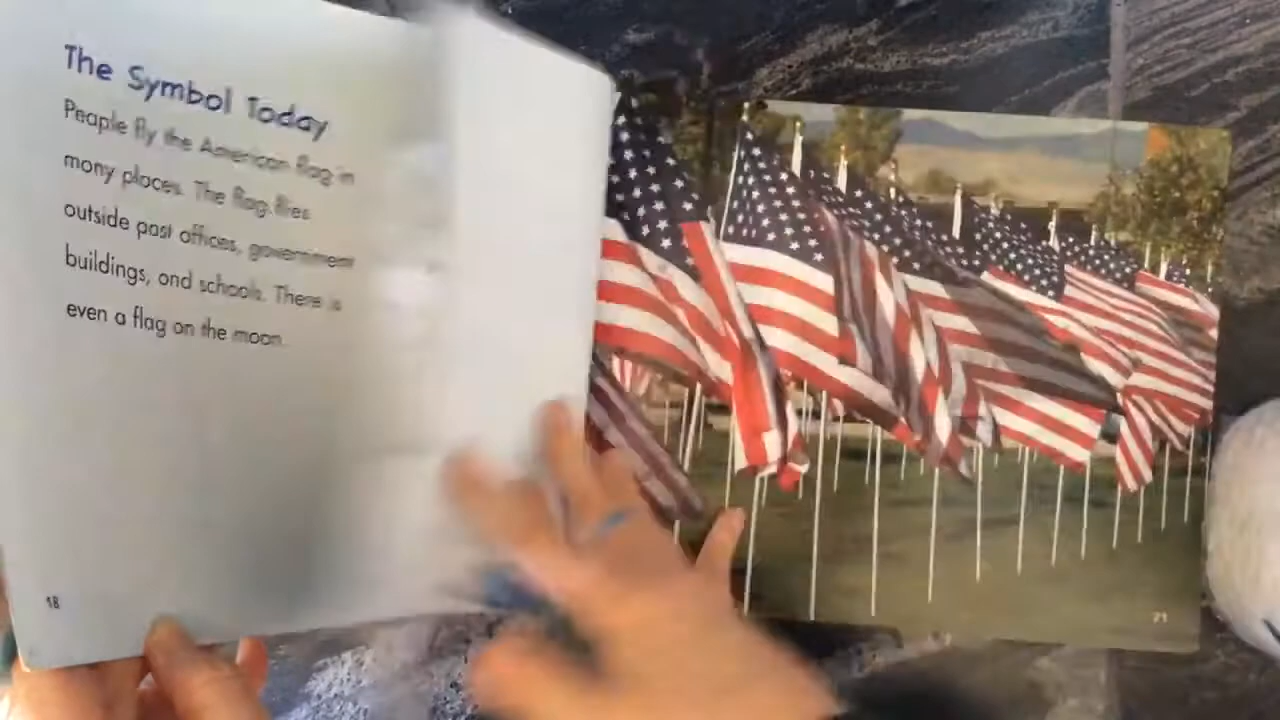 The Symbol Today
People fly the American flag in
many places. The flag flies
outside post offices, government
buildings, and schools. There is
even a flag on the moon.
18
21